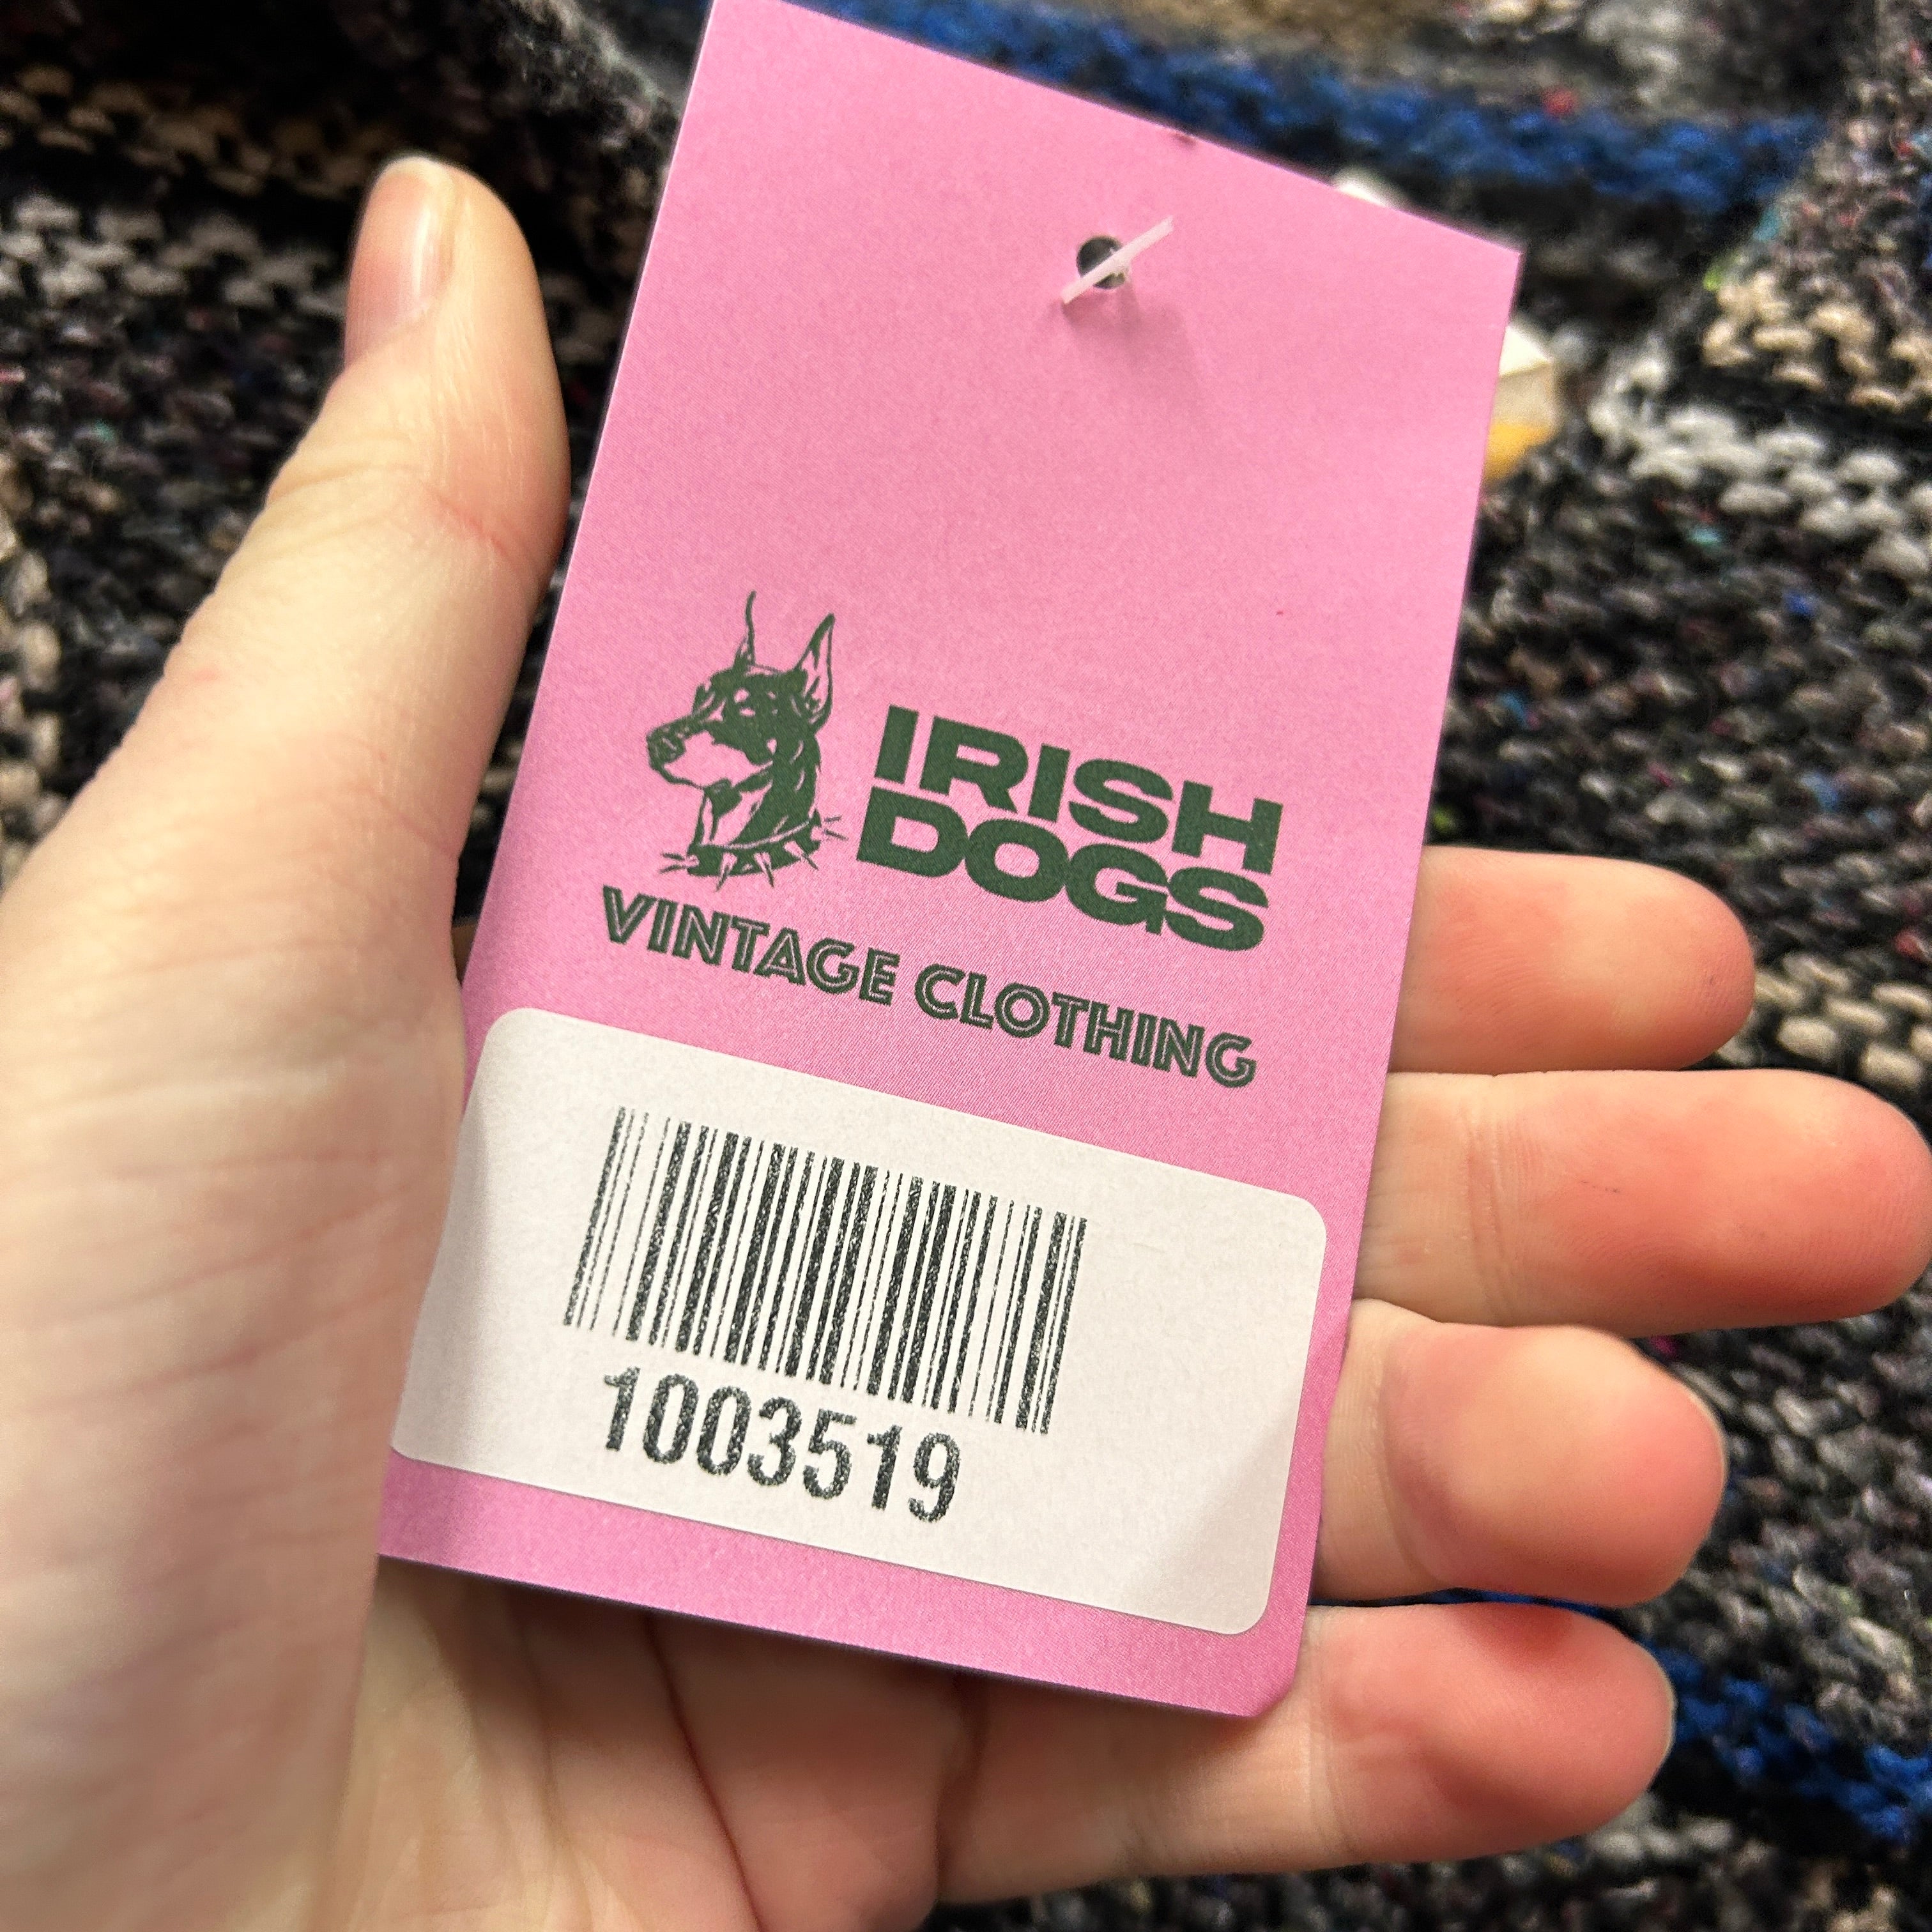 IRISH
DOGS
VINTAGE CLOTHING
1003519